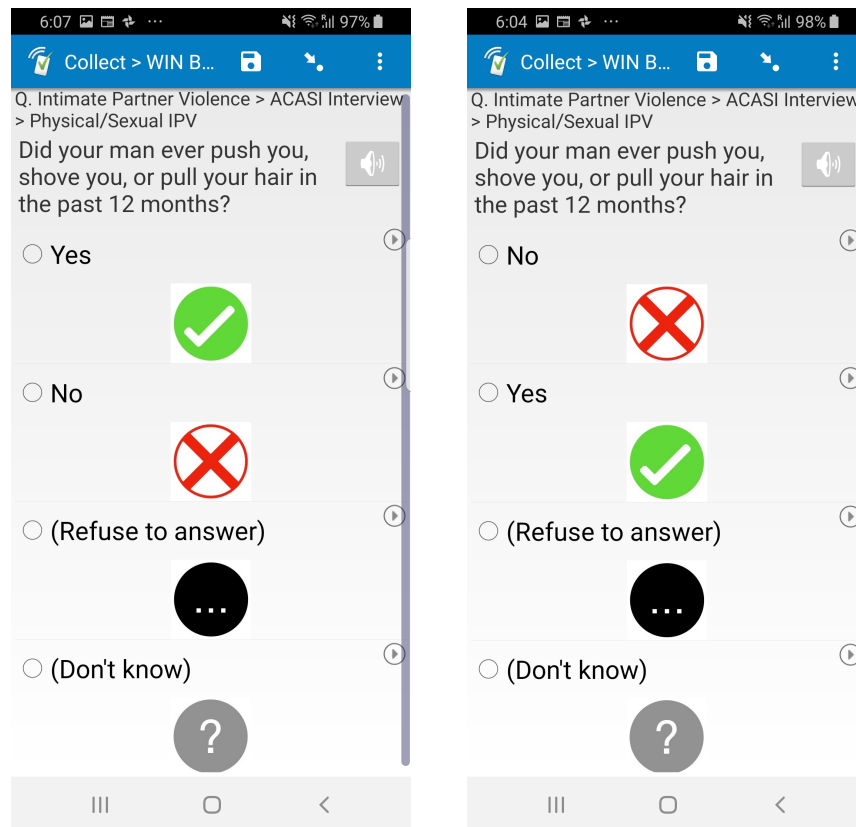 6:07 ... 97%
Collect > WIN B...
Q. Intimate Partner Violence > ACASI Interview
> Physical/Sexual IPV
Did your man ever push you,
shove you, or pull your hair in
the past 12 months?
Yes
No
(Refuse to answer)
...
(Don't know)
?
6:04 ... 98%
Collect > WIN B...
Q. Intimate Partner Violence > ACASI Interview
> Physical/Sexual IPV
Did your man ever push you,
shove you, or pull your hair in
the past 12 months?
No
Yes
(Refuse to answer)
...
(Don't know)
?